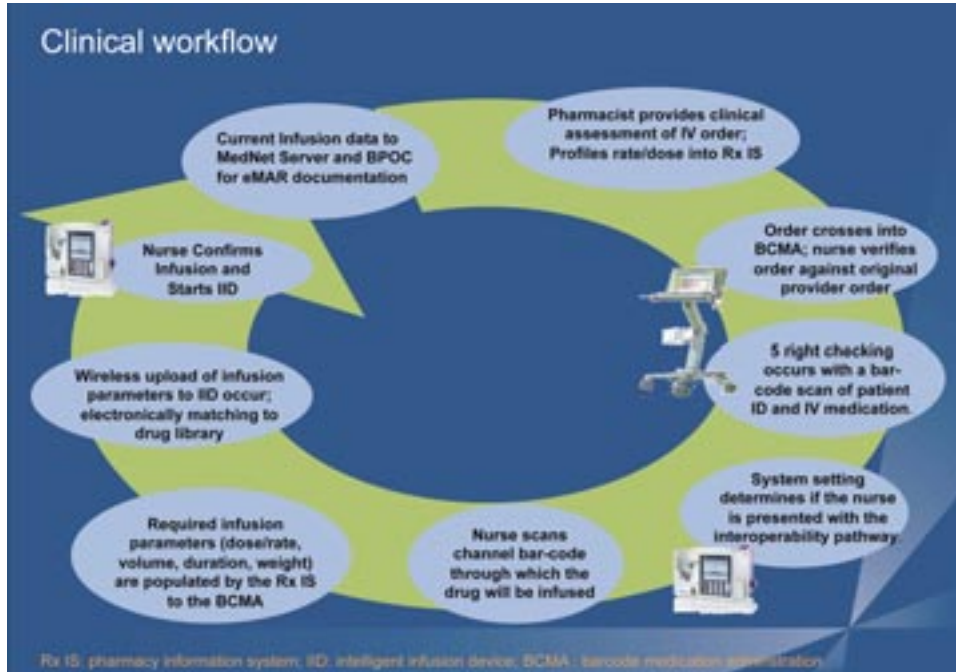 Clinical workflow
Pharmacist provides clinical
assessment of IV order;
Profiles rate/dose into Rx IS
Order crosses into
BCMA; nurse verifies
order against original
provider order
5 right checking
occurs with a bar-
code scan of patient
ID and IV medication.
System setting
determines if the nurse
is presented with the
interoperability pathway.
Nurse scans
channel bar-code
through which the
drug will be infused
Required infusion
parameters (dose/rate,
volume, duration, weight)
are populated by the Rx IS
to the BCMA
Wireless upload of infusion
parameters to IID occur;
electronically matching to
drug library
Nurse Confirms
Infusion and
Starts IID
Current Infusion data to
MedNet Server and BPOC
for eMAR documentation
Rx IS: pharmacy information system; IID: intelligent infusion device; BCMA : barcode medication administration